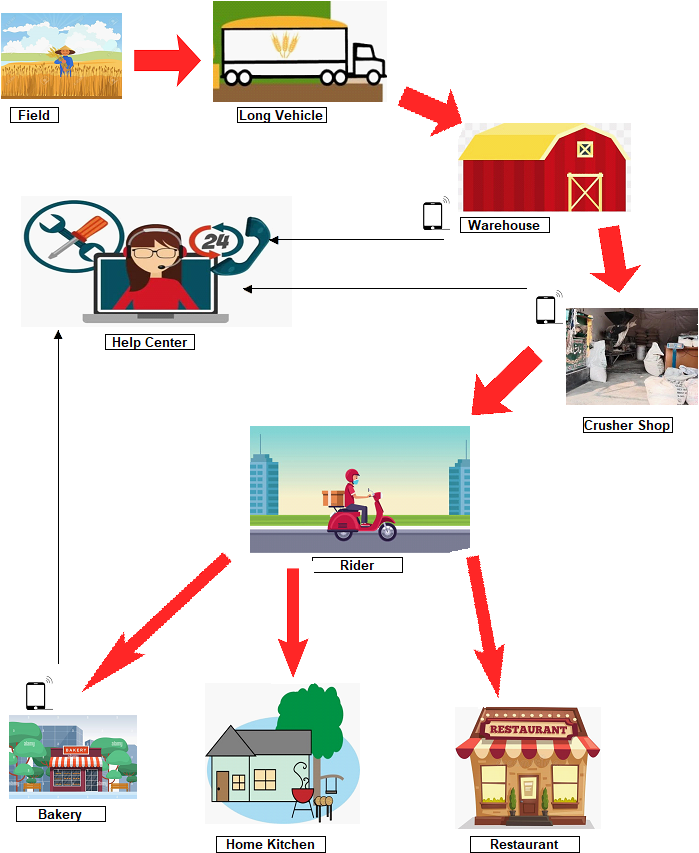 Field
Long Vehicle
Warehouse
24
Help Center
Crusher Shop
Rider
BAKERY
RESTAURANT
Bakery
Home Kitchen
Restaurant